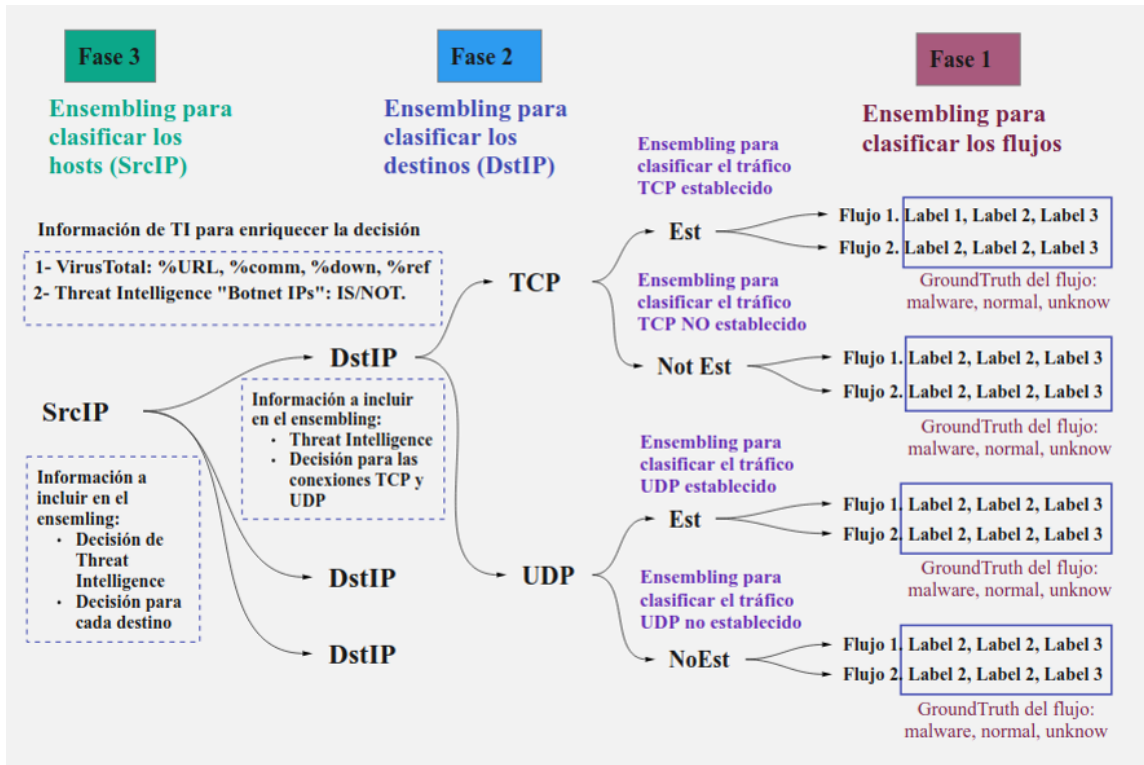 Fase 3
Ensembling para
clasificar los
hosts (SrcIP)
Fase 2
Ensembling para
clasificar los
destinos (DstIP)
Fase 1
Ensembling para
clasificar los flujos
Información de TI para enriquecer la decisión
1- VirusTotal: %URL, %comm, %down, %ref
2- Threat Intelligence "Botnet IPs": IS/NOT.
SrcIP
Información a
incluir en el
ensemling:
• Decisión de
Threat
Intelligence
• Decisión para
cada destino
DstIP
Información a incluir
en el ensembling:
• Threat Intelligence
• Decisión para las
conexiones TCP y
UDP
DstIP
DstIP
TCP
UDP
Ensembling para
clasificar el tráfico
TCP establecido
Est
Flujo 1. Label 1, Label 2, Label 3
Flujo 2. Label 2, Label 2, Label 3
GroundTruth del flujo:
malware, normal, unknow
Ensembling para
clasificar el tráfico
TCP NO establecido
Not Est
Flujo 1. Label 2, Label 2, Label 3
Flujo 2. Label 2, Label 2, Label 3
GroundTruth del flujo:
malware, normal, unknow
Ensembling para
clasificar el tráfico
UDP establecido
Est
Flujo 1. Label 2, Label 2, Label 3
Flujo 2. Label 2, Label 2, Label 3
GroundTruth del flujo:
malware, normal, unknow
Ensembling para
clasificar el tráfico
UDP no establecido
NoEst
Flujo 1. Label 2, Label 2, Label 3
Flujo 2. Label 2, Label 2, Label 3
GroundTruth del flujo:
malware, normal, unknow